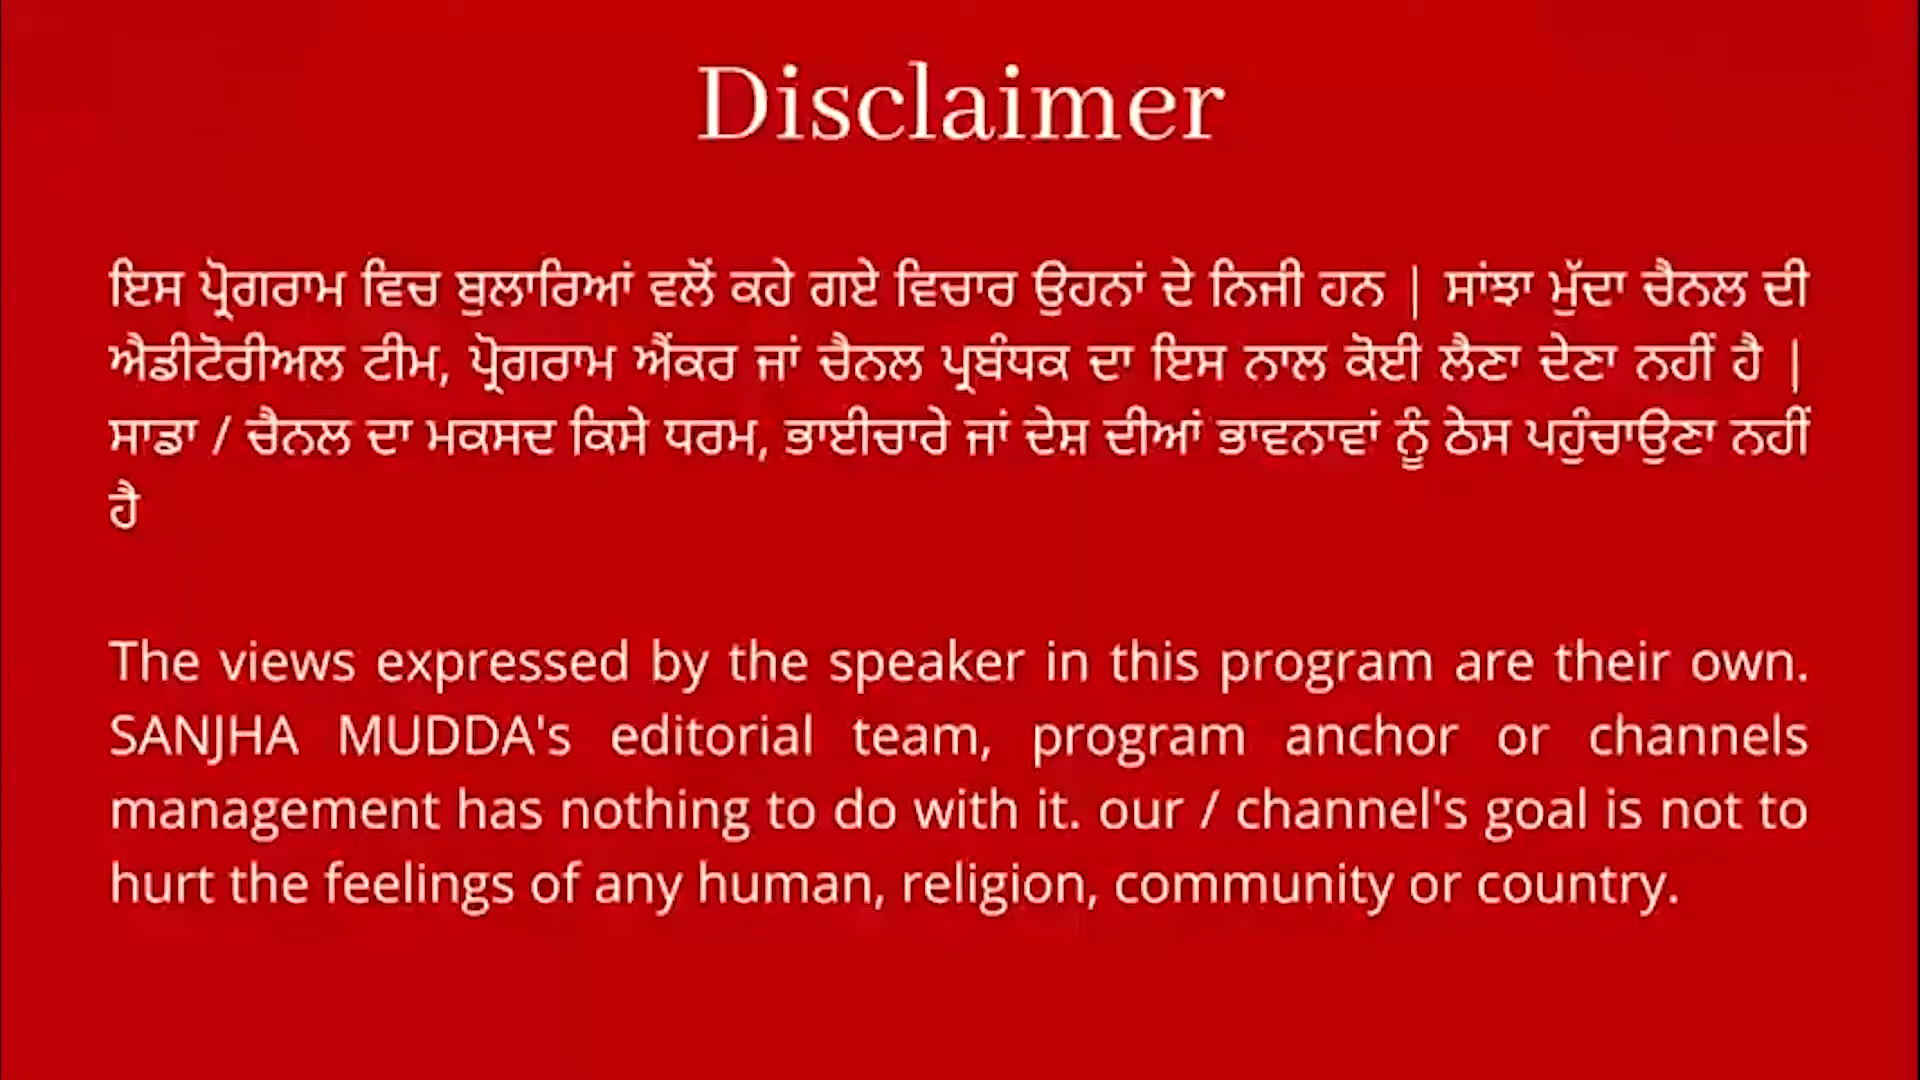 Disclaimer
ਇਸ ਪ੍ਰੋਗਰਾਮ ਵਿਚ ਬੁਲਾਰਿਆਂ ਵਲੋਂ ਕਹੇ ਗਏ ਵਿਚਾਰ ਉਹਨਾਂ ਦੇ ਨਿਜੀ ਹਨ | ਸਾਂਝਾ ਮੁੱਦਾ ਚੈਨਲ ਦੀ
ਐਡੀਟੋਰੀਅਲ ਟੀਮ, ਪ੍ਰੋਗਰਾਮ ਐਂਕਰ ਜਾਂ ਚੈਨਲ ਪ੍ਰਬੰਧਕ ਦਾ ਇਸ ਨਾਲ ਕੋਈ ਲੈਣਾ ਦੇਣਾ ਨਹੀਂ ਹੈ |
ਸਾਡਾ / ਚੈਨਲ ਦਾ ਮਕਸਦ ਕਿਸੇ ਧਰਮ, ਭਾਈਚਾਰੇ ਜਾਂ ਦੇਸ਼ ਦੀਆਂ ਭਾਵਨਾਵਾਂ ਨੂੰ ਠੇਸ ਪਹੁੰਚਾਉਣਾ ਨਹੀਂ
ਹੈ
The views expressed by the speaker in this program are their own.
SANJHA MUDDA's editorial team, program anchor or channels
management has nothing to do with it. our / channel's goal is not to
hurt the feelings of any human, religion, community or country.